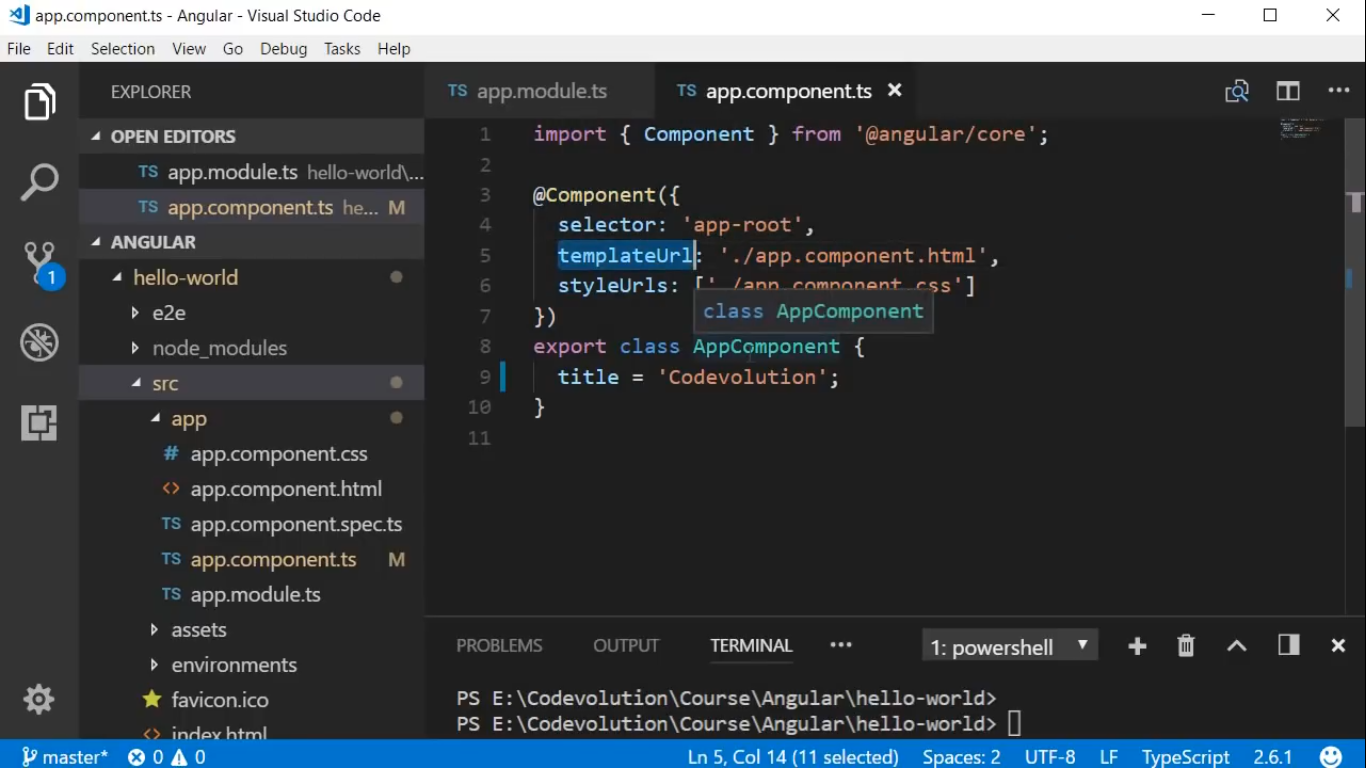 app.component.ts - Angular - Visual Studio Code
File Edit Selection View Go Debug Tasks Help
EXPLORER
OPEN EDITORS
TS app.module.ts hello-world\...
TS app.component.ts he... M
ANGULAR
hello-world
e2e
node_modules
src
app
# app.component.css
<> app.component.html
TS app.component.spec.ts
TS app.component.ts M
TS app.module.ts
assets
environments
favicon.ico
index.html
1
TS app.module.ts TS app.component.ts
1 import { Component } from '@angular/core';
2
3 @Component({
4 selector: 'app-root',
5 templateUrl: './app.component.html',
6 styleUrls: ['./app.component.css']
class AppComponent
7 })
8 export class AppComponent {
9 title = 'Codevolution';
10 }
11
PROBLEMS OUTPUT TERMINAL ••• 1: powershell
PS E:\Codevolution\Course\Angular\hello-world>
PS E:\Codevolution\Course\Angular\hello-world>
master* 0 0 Ln 5, Col 14 (11 selected) Spaces: 2 UTF-8 LF TypeScript 2.6.1